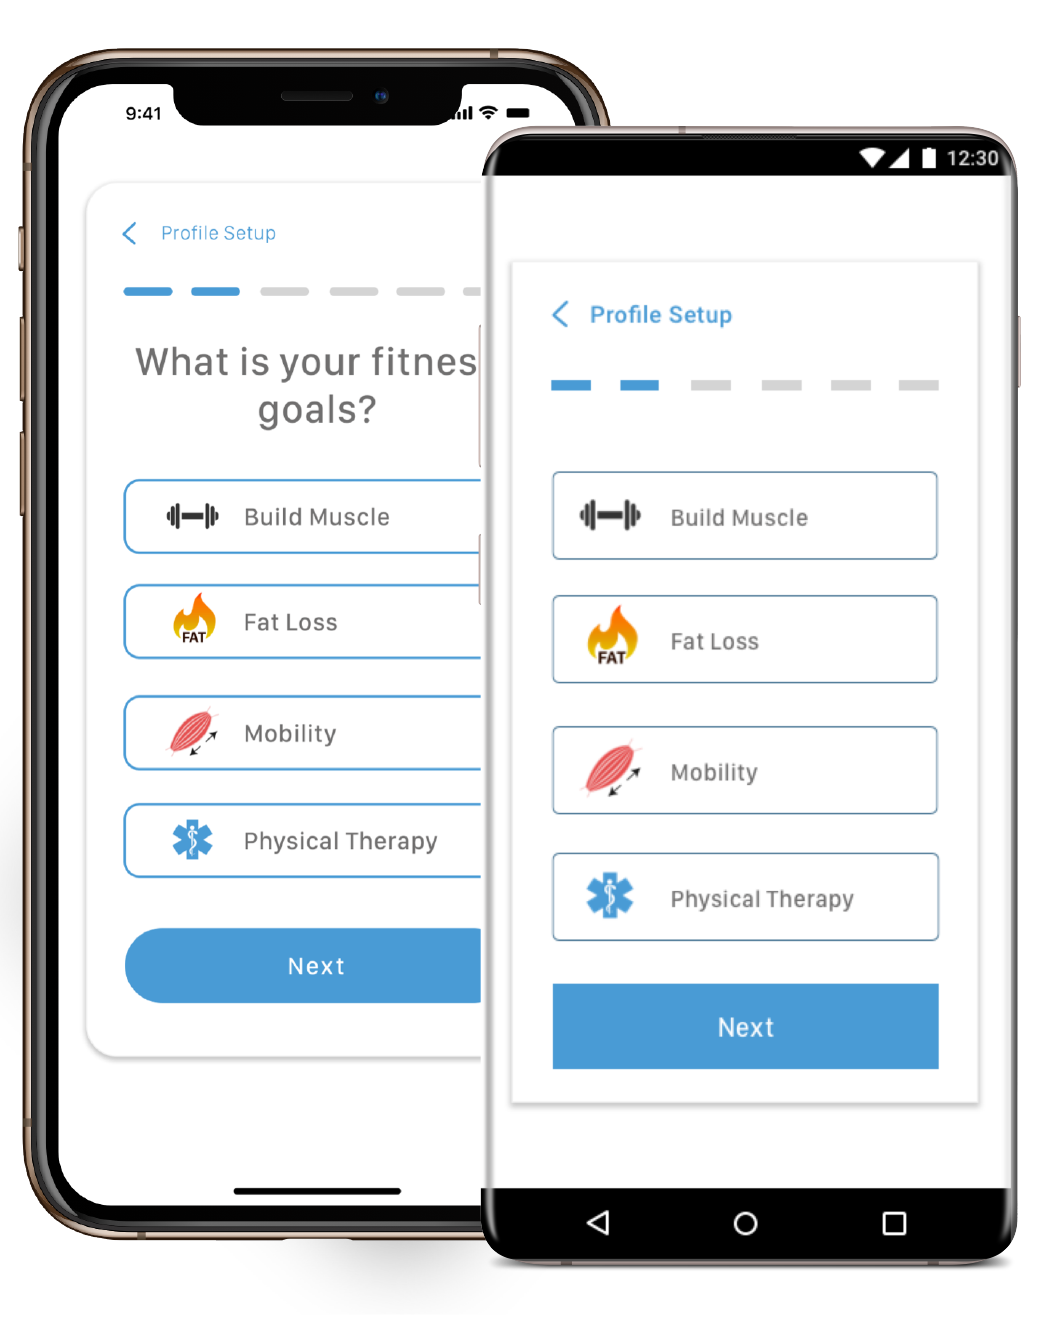 9:41
Profile Setup
What is your fitnes
goals?
Build Muscle
FAT
Fat Loss
Mobility
Physical Therapy
Next
12:30
Profile Setup
Build Muscle
FAT
Fat Loss
Mobility
Physical Therapy
Next